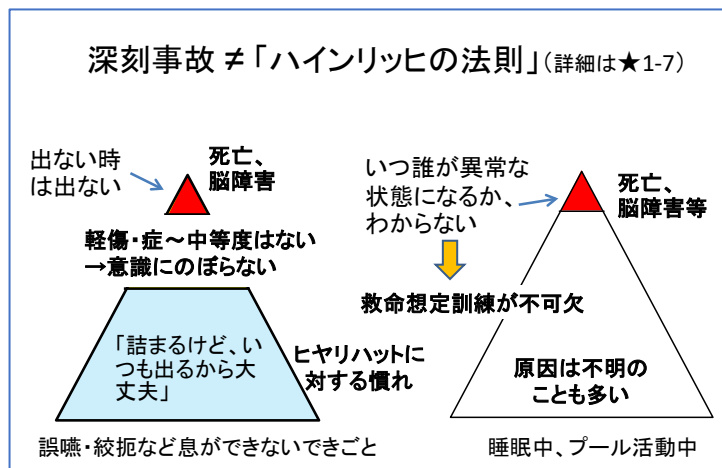 深刻事故 ≠「ハインリッヒの法則」(詳細は★1-7)
出ない時
は出ない
死亡、
脳障害
軽傷・症～中等度はない
→意識にのぼらない
「詰まるけど、い
つも出るから大
丈夫」
ヒヤリハットに
対する慣れ
誤嚥・絞扼など息ができないできごと
いつ誰が異常な
状態になるか、
わからない
死亡、
脳障害等
救命想定訓練が不可欠
原因は不明の
ことも多い
睡眠中、プール活動中